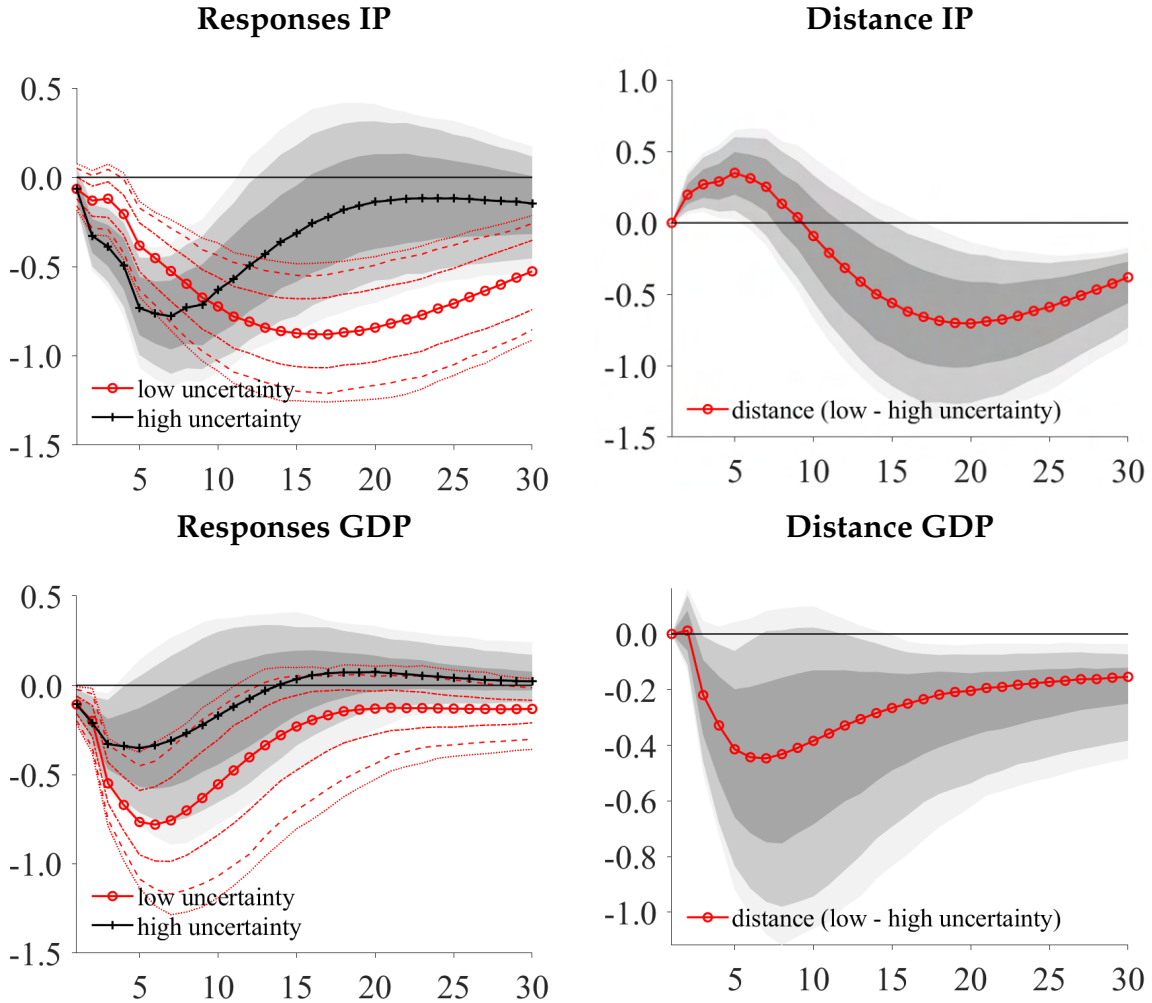 Responses IP
0.5
0.0
-0.5
-1.0
-1.5
low uncertainty
high uncertainty
5 10 15 20 25 30
Distance IP
1.0
0.5
0.0
-0.5
-1.0
-1.5
distance (low - high uncertainty)
5 10 15 20 25 30
Responses GDP
0.5
0.0
-0.5
-1.0
-1.5
low uncertainty
high uncertainty
5 10 15 20 25 30
Distance GDP
0.0
-0.2
-0.4
-0.6
-0.8
-1.0
distance (low - high uncertainty)
5 10 15 20 25 30